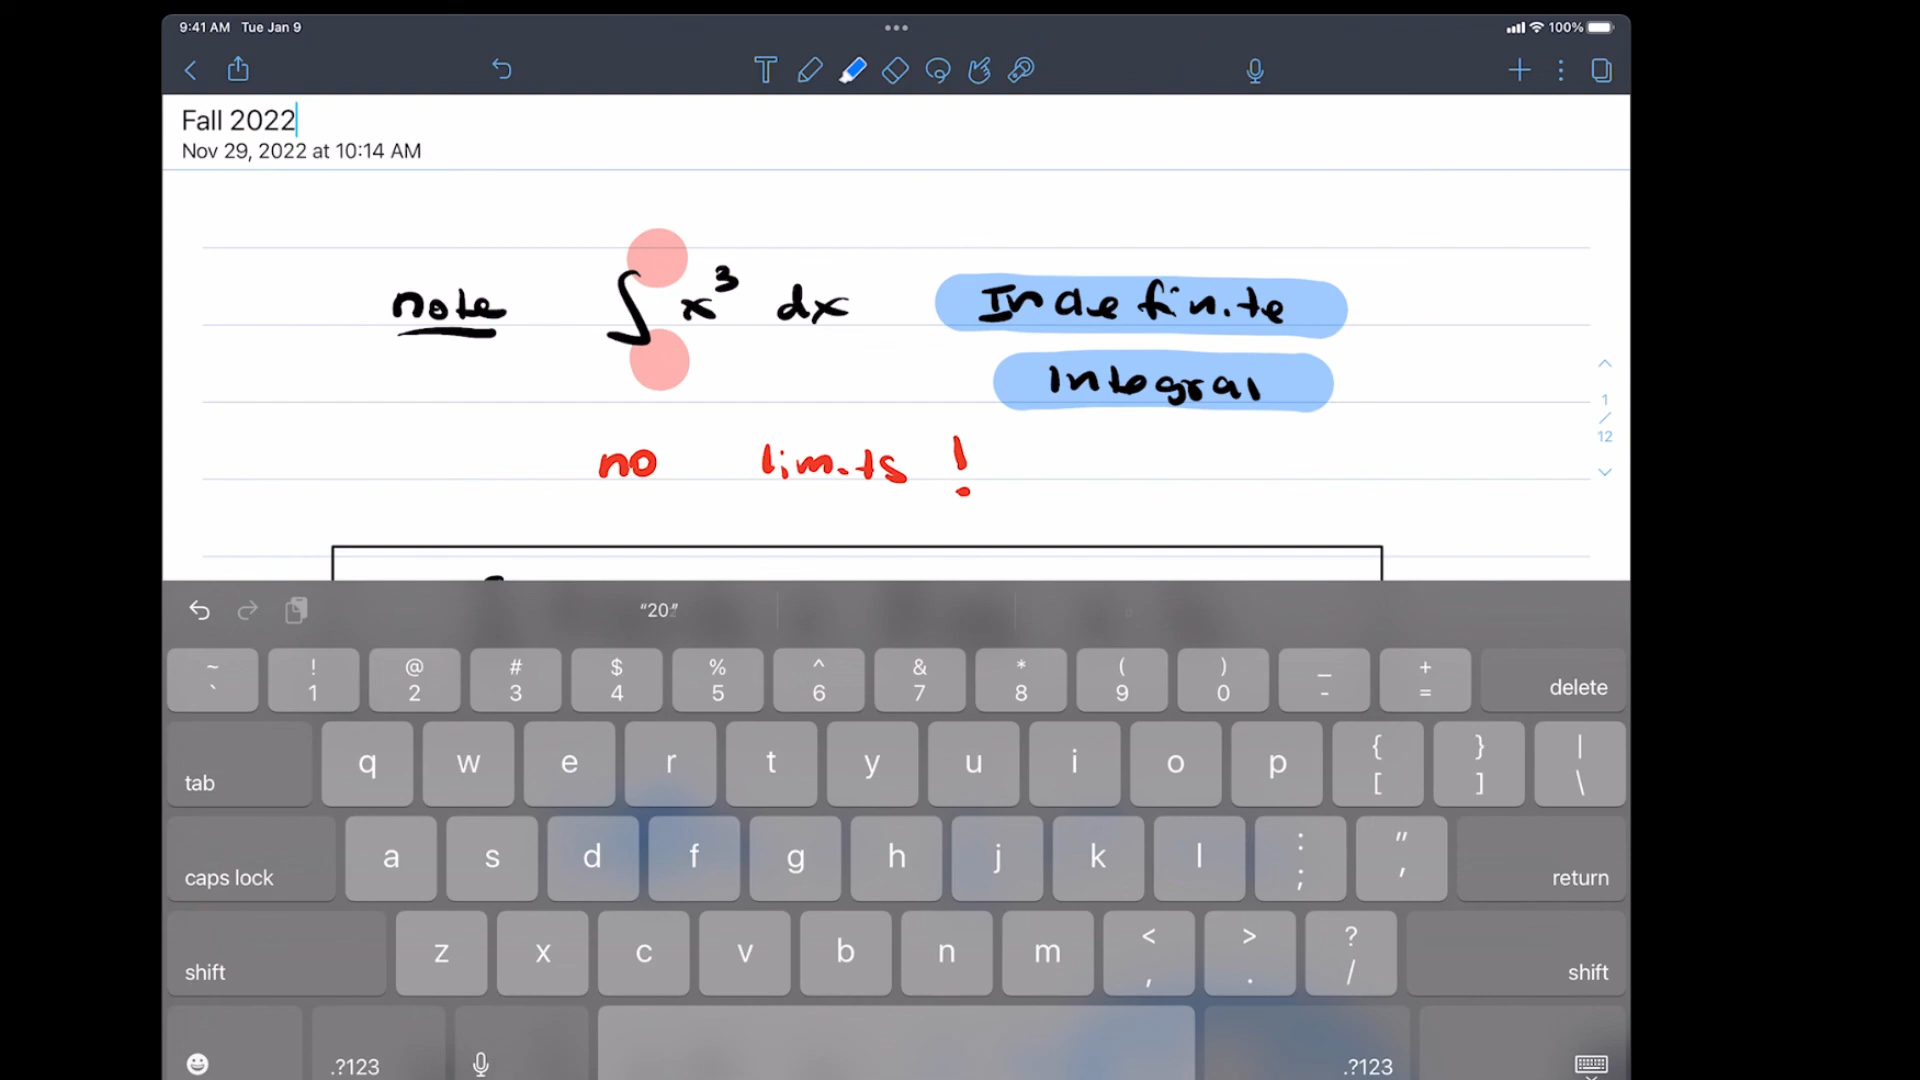 9:41 AM Tue Jan 9 100%
Fall 2022
Nov 29, 2022 at 10:14 AM
note ∫ x³ dx Indefinite
Integral
1
/
12
no limits !
"20"
~ ! @ # $ % ^ & * ( ) _ +
` 1 2 3 4 5 6 7 8 9 0 - = delete
tab q w e r t y u i o p { [ } ] | \
caps lock a s d f g h j k l : ; " ' return
shift z x c v b n m < , > . ? / shift
.?123 .?123